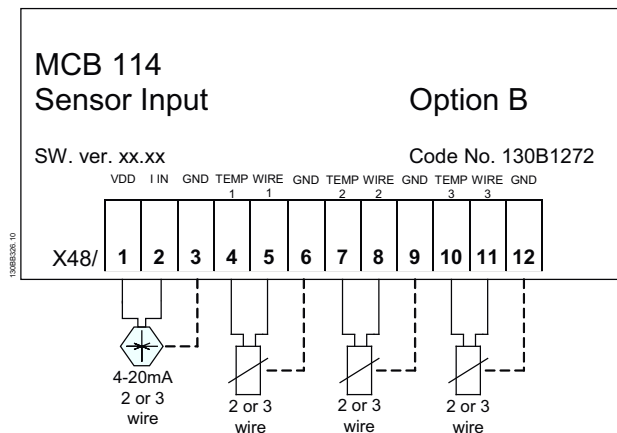 MCB 114
Sensor Input Option B
SW. ver. xx.xx Code No. 130B1272
VDD I IN GND TEMP WIRE GND TEMP WIRE GND TEMP WIRE GND
1 1 2 2 3 3
X48/ 1 2 3 4 5 6 7 8 9 10 11 12
130BB326.10
4-20mA
2 or 3 2 or 3 2 or 3 2 or 3
wire wire wire wire